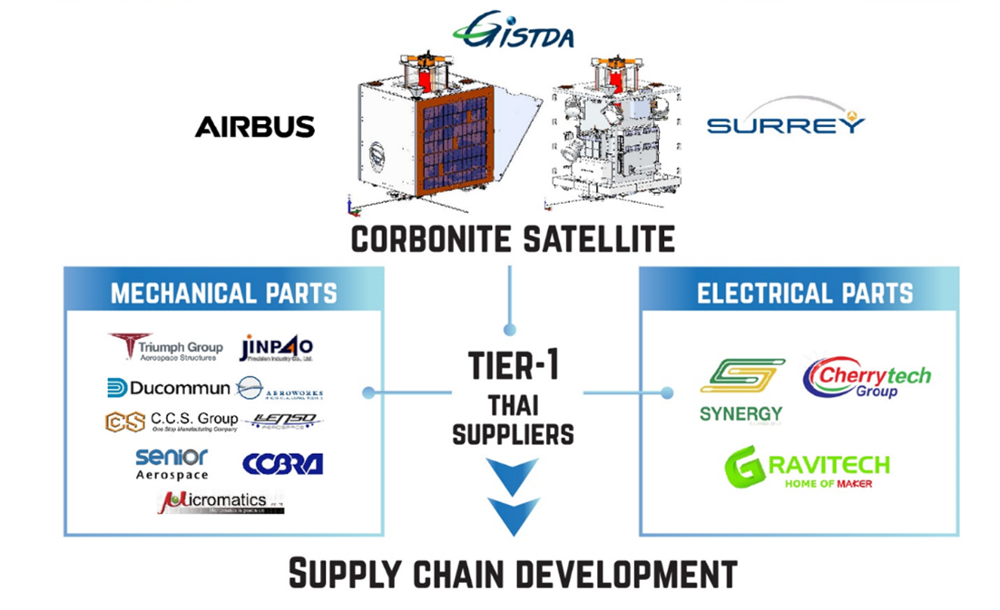 GISTDA
AIRBUS
SURREY
CORBONITE SATELLITE
MECHANICAL PARTS
Triumph Group
Aerospace Structures
JINPAO
Precision Industry Co., Ltd.
Ducommun
AEROWORKS
CCS
C.C.S. Group
One Stop Manufacturing Company
LENSO
AEROSPACE
senior
Aerospace
COBRA
Micromatics
TIER-1
THAI
SUPPLIERS
ELECTRICAL PARTS
SYNERGY
Cherrytech
Group
GRAVITECH
HOME OF MAKER
SUPPLY CHAIN DEVELOPMENT